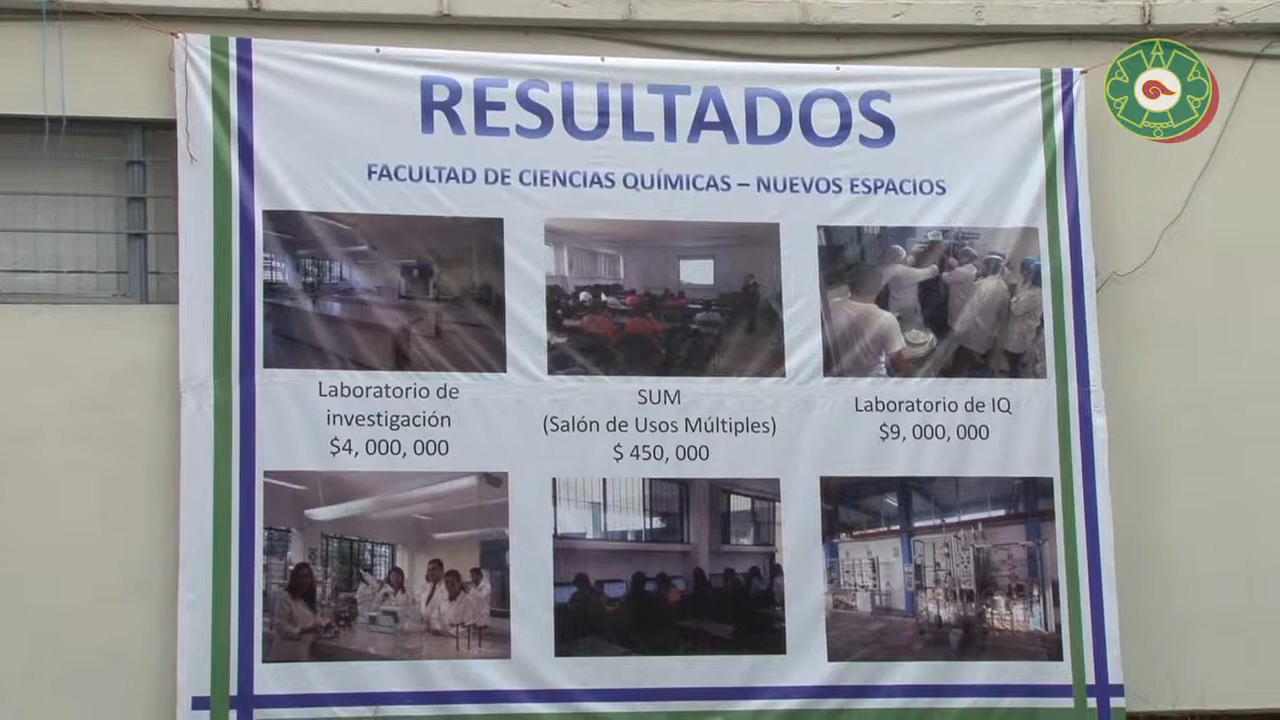 RESULTADOS
FACULTAD DE CIENCIAS QUÍMICAS – NUEVOS ESPACIOS
Laboratorio de
investigación
$4, 000, 000
SUM
(Salón de Usos Múltiples)
$ 450, 000
Laboratorio de IQ
$9, 000, 000